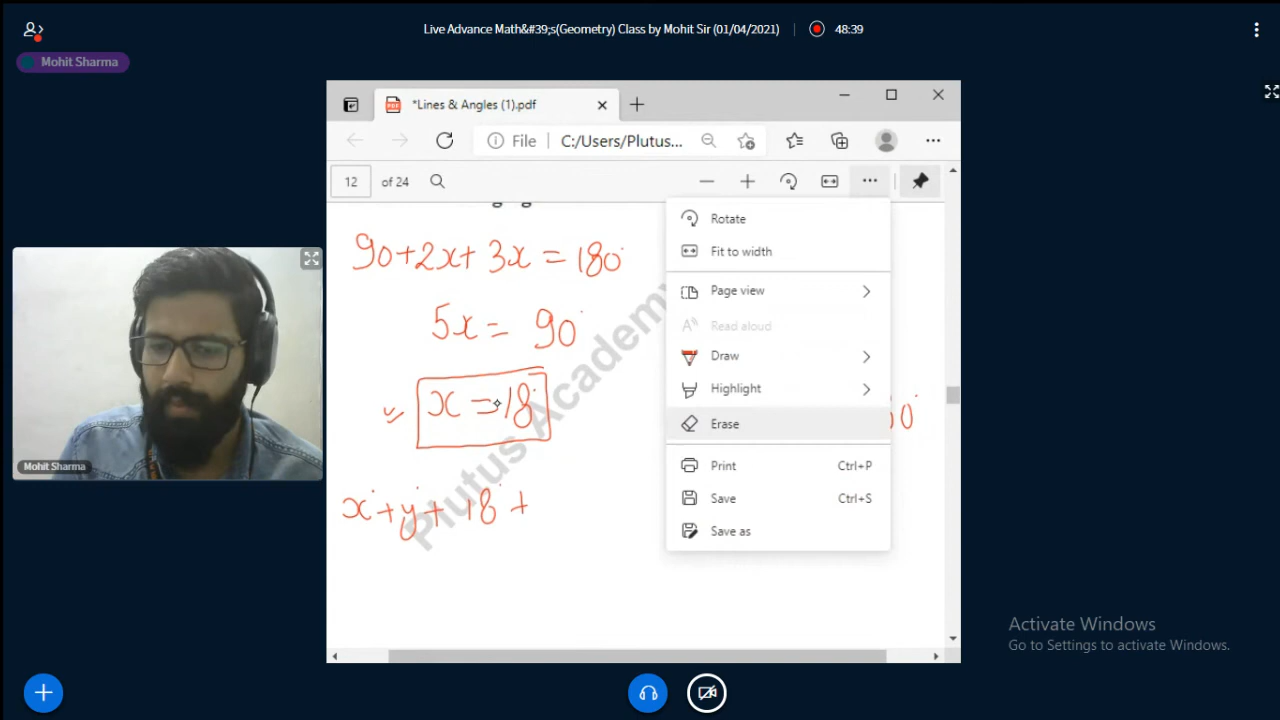 Live Advance Math&#39;s(Geometry) Class by Mohit Sir (01/04/2021)
48:39
Mohit Sharma
*Lines & Angles (1).pdf
File
C:/Users/Plutus...
12 of 24
90+2x+3x=180°
5x=90°
x=18°
x°+y°+18°+
Plutus Academy
Rotate
Fit to width
Page view
Read aloud
Draw
Highlight
Erase
Print Ctrl+P
Save Ctrl+S
Save as
Mohit Sharma
Activate Windows
Go to Settings to activate Windows.